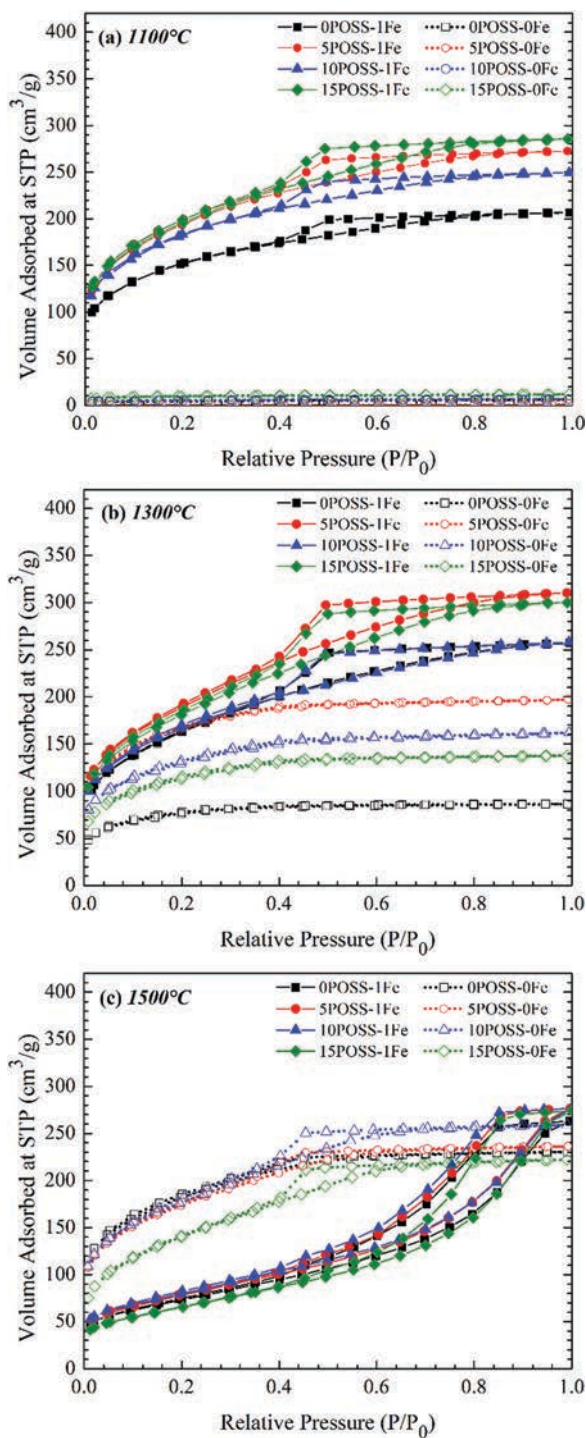 (a) 1100°C
0POSS-1Fe 0POSS-0Fe
5POSS-1Fe 5POSS-0Fe
10POSS-1Fe 10POSS-0Fe
15POSS-1Fe 15POSS-0Fe
400
350
300
250
200
150
100
50
0
Volume Adsorbed at STP (cm³/g)
0.0 0.2 0.4 0.6 0.8 1.0
Relative Pressure (P/P₀)
(b) 1300°C
0POSS-1Fe 0POSS-0Fe
5POSS-1Fe 5POSS-0Fe
10POSS-1Fe 10POSS-0Fe
15POSS-1Fe 15POSS-0Fe
400
350
300
250
200
150
100
50
0
Volume Adsorbed at STP (cm³/g)
0.0 0.2 0.4 0.6 0.8 1.0
Relative Pressure (P/P₀)
(c) 1500°C
0POSS-1Fe 0POSS-0Fe
5POSS-1Fe 5POSS-0Fe
10POSS-1Fe 10POSS-0Fe
15POSS-1Fe 15POSS-0Fe
400
350
300
250
200
150
100
50
0
Volume Adsorbed at STP (cm³/g)
0.0 0.2 0.4 0.6 0.8 1.0
Relative Pressure (P/P₀)